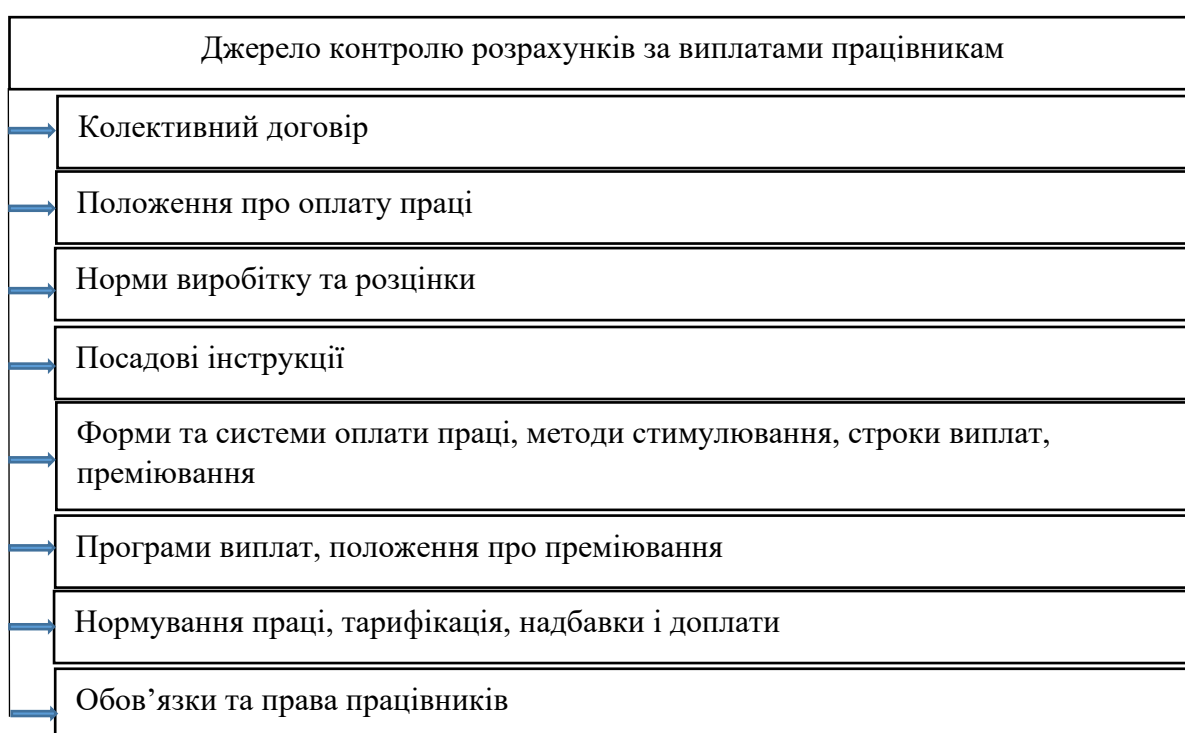 Джерело контролю розрахунків за виплатами працівникам
Колективний договір
Положення про оплату праці
Норми виробітку та розцінки
Посадові інструкції
Форми та системи оплати праці, методи стимулювання, строки виплат,
преміювання
Програми виплат, положення про преміювання
Нормування праці, тарифікація, надбавки і доплати
Обов’язки та права працівників